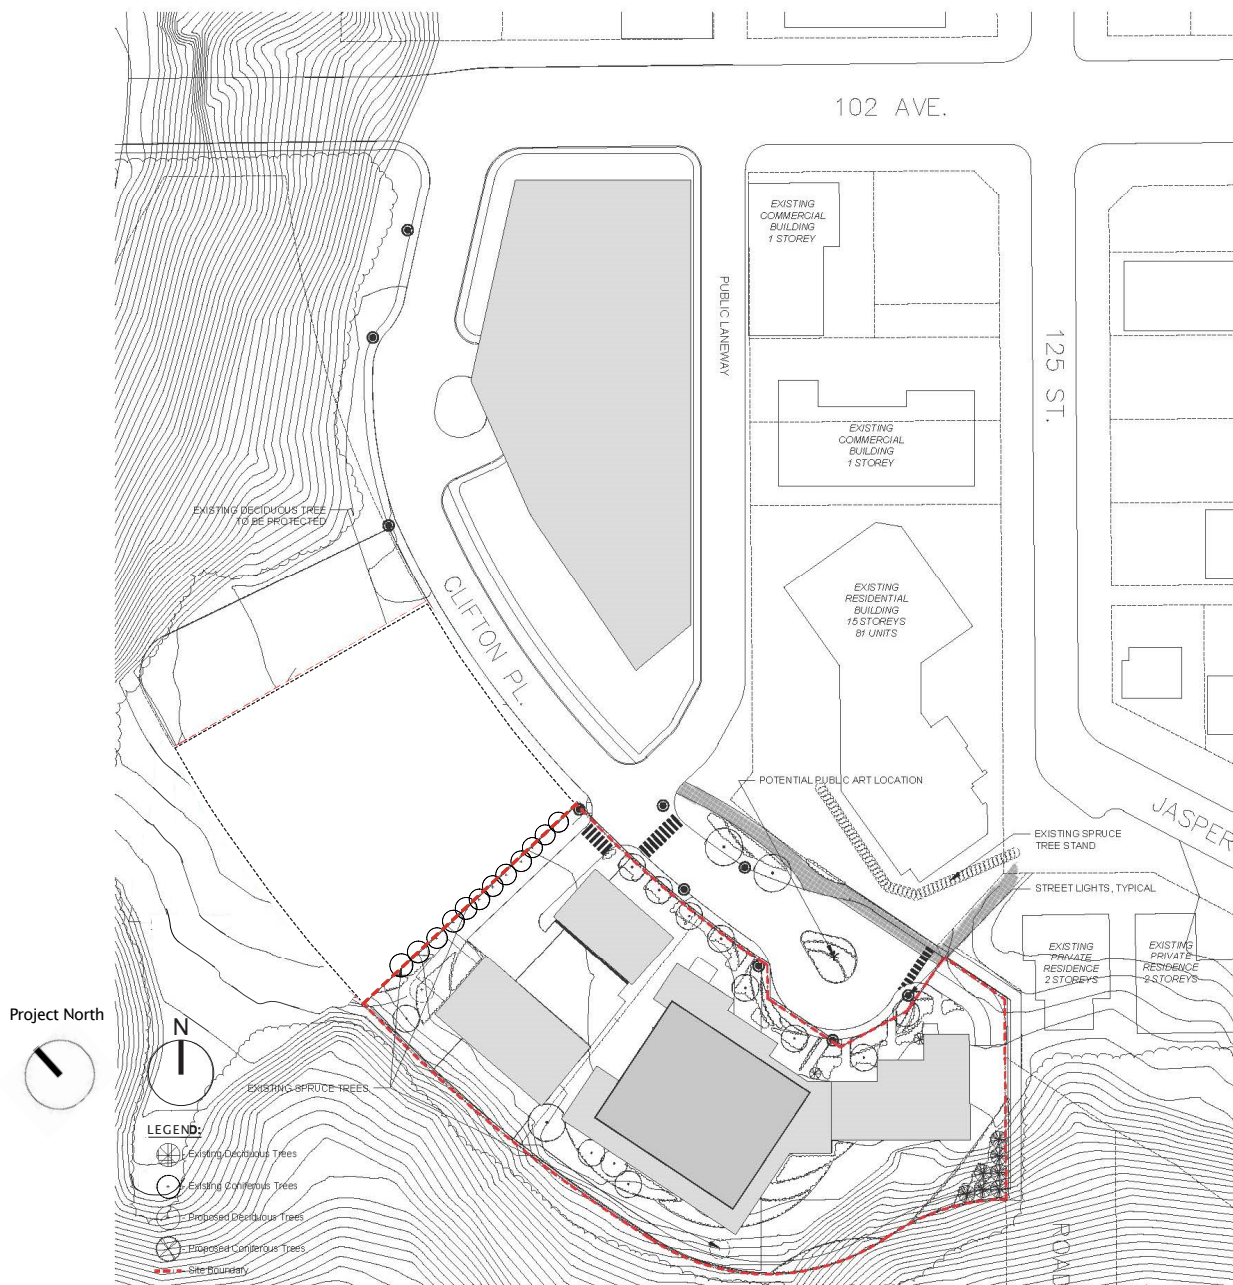 102 AVE.
EXISTING
COMMERCIAL
BUILDING
1 STOREY
PUBLIC LANEWAY
125 ST.
EXISTING
COMMERCIAL
BUILDING
1 STOREY
EXISTING DECIDUOUS TREE
TO BE PROTECTED
CLIFTON PL.
EXISTING
RESIDENTIAL
BUILDING
15 STOREYS
81 UNITS
POTENTIAL PUBLIC ART LOCATION
JASPER
EXISTING SPRUCE
TREE STAND
STREET LIGHTS, TYPICAL
EXISTING
PRIVATE
RESIDENCE
2 STOREYS
EXISTING
PRIVATE
RESIDENCE
2 STOREYS
Project North
N
EXISTING SPRUCE TREES
LEGEND:
- Existing Deciduous Trees
- Existing Coniferous Trees
- Proposed Deciduous Trees
- Proposed Coniferous Trees
- Site Boundary
ROAD